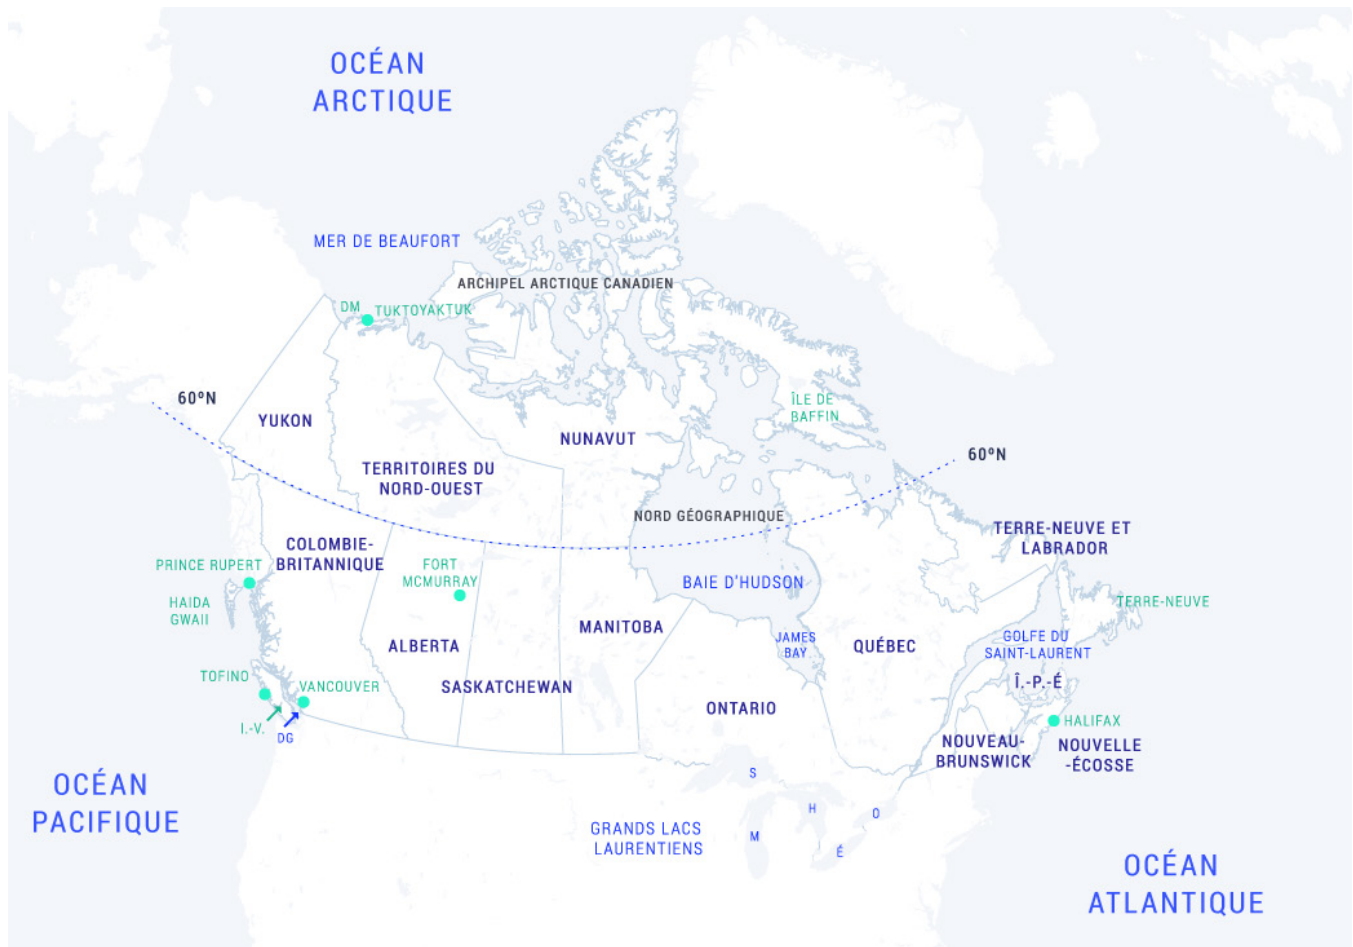 OCÉAN
ARCTIQUE
MER DE BEAUFORT
ARCHIPEL ARCTIQUE CANADIEN
DM
TUKTOYAKTUK
60ºN
YUKON
ÎLE DE
BAFFIN
NUNAVUT
60ºN
TERRITOIRES DU
NORD-OUEST
NORD GÉOGRAPHIQUE
TERRE-NEUVE ET
LABRADOR
COLOMBIE-
BRITANNIQUE
PRINCE RUPERT
FORT
MCMURRAY
BAIE D'HUDSON
HAIDA
GWAII
TERRE-NEUVE
MANITOBA
ALBERTA
JAMES
BAY
QUÉBEC
GOLFE DU
SAINT-LAURENT
TOFINO
VANCOUVER
SASKATCHEWAN
Î.-P.-É
ONTARIO
I.-V.
DG
HALIFAX
NOUVEAU-
BRUNSWICK
NOUVELLE
-ÉCOSSE
OCÉAN
PACIFIQUE
S
H
O
M
É
GRANDS LACS
LAURENTIENS
OCÉAN
ATLANTIQUE